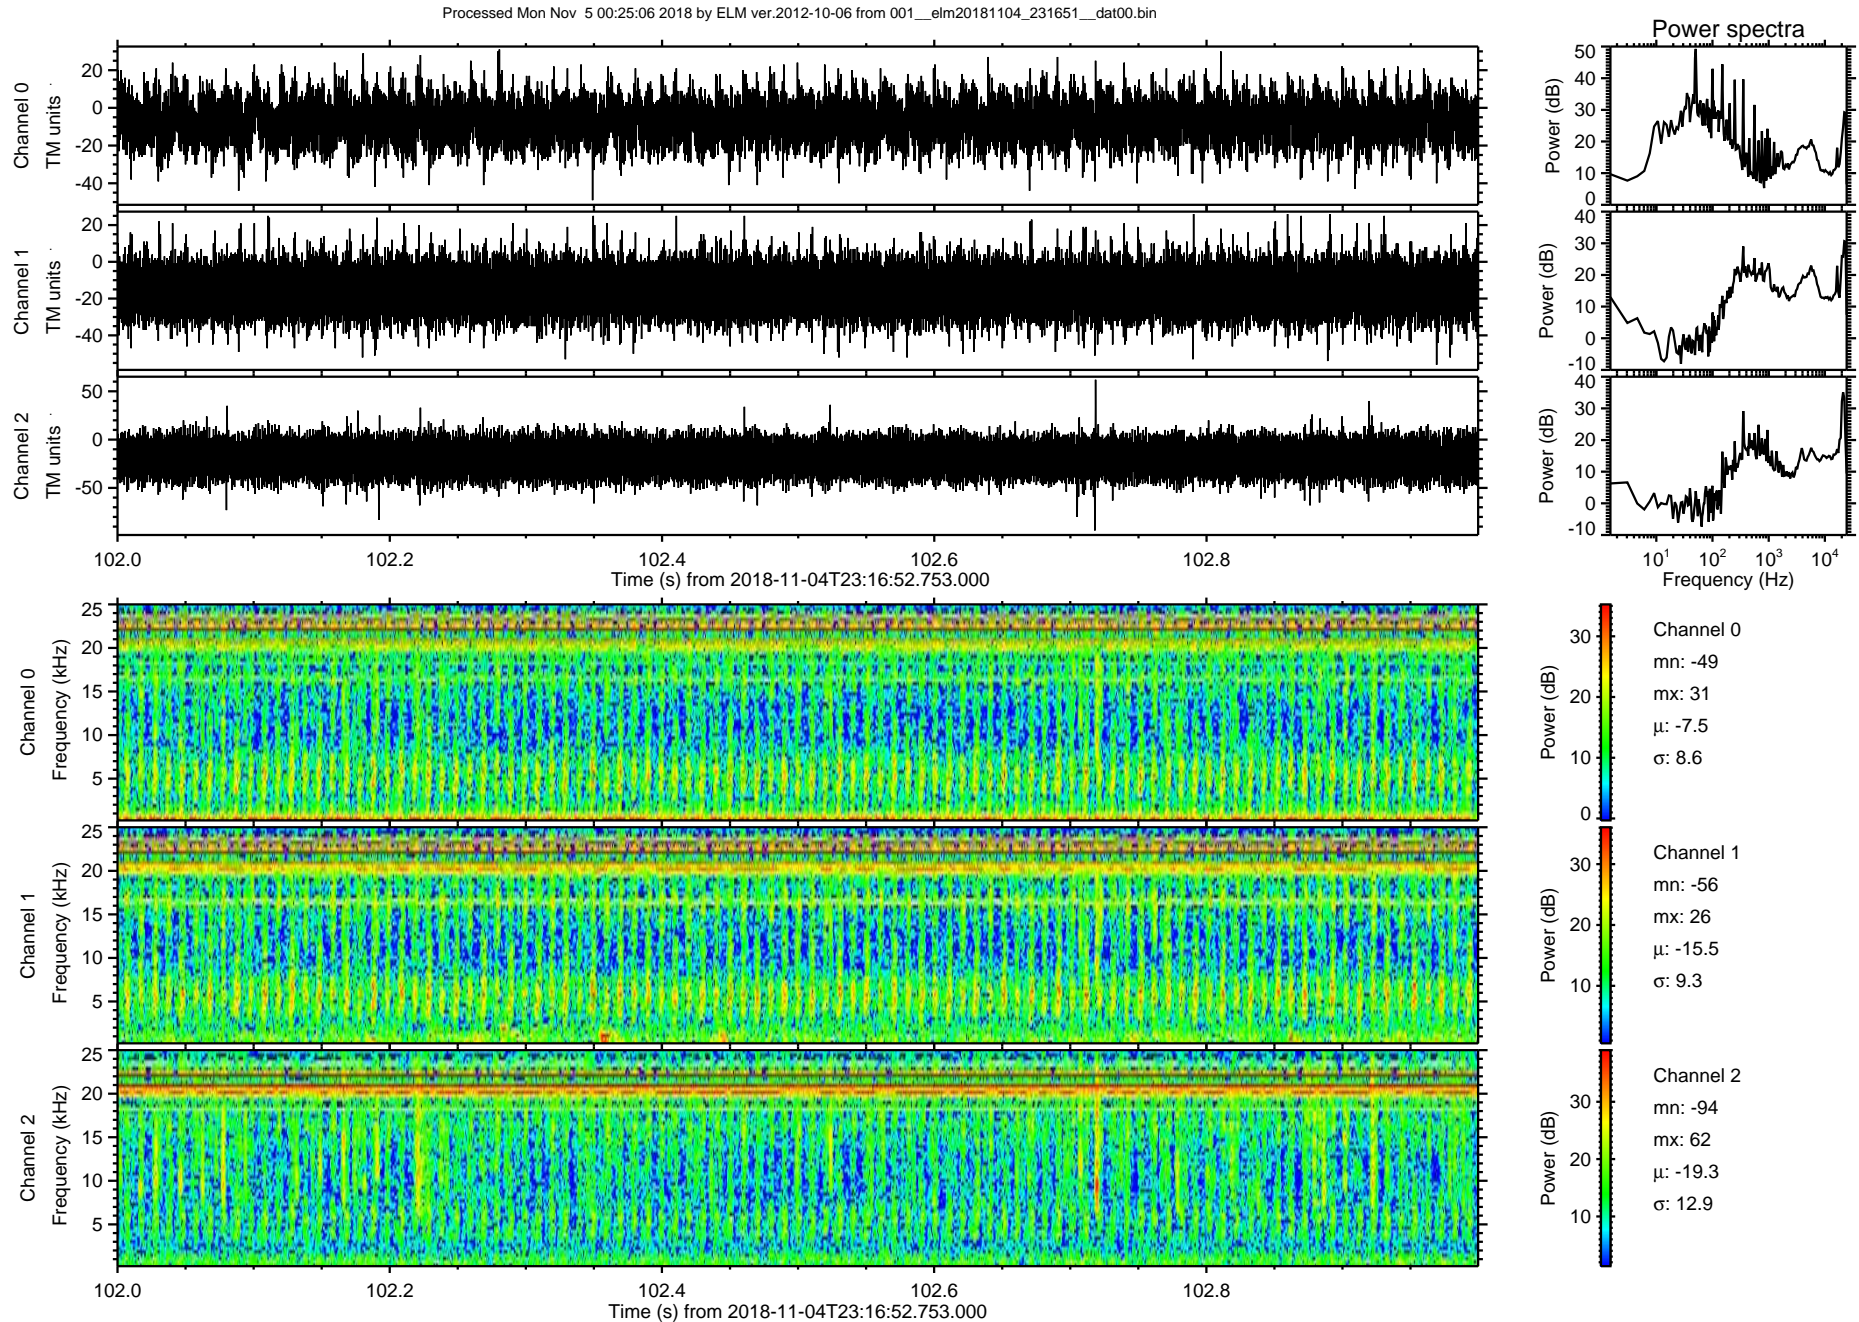 Processed Mon Nov  5 00:25:06 2018 by ELM ver.2012-10-06 from 001__elm20181104_231651__dat00.bin
Power spectra
Channel 0
TM units
20
0
-20
-40
Power (dB)
50
40
30
20
10
0
Channel 1
TM units
20
0
-20
-40
Power (dB)
40
30
20
10
0
-10
Channel 2
TM units
50
0
-50
Power (dB)
40
30
20
10
0
-10
102.0 102.2 102.4 102.6 102.8
Time (s) from 2018-11-04T23:16:52.753.000
10¹ 10² 10³ 10⁴
Frequency (Hz)
Channel 0
Frequency (kHz)
25
20
15
10
5
Power (dB)
30
20
10
0
Channel 0
mn: -49
mx: 31
µ: -7.5
σ: 8.6
Channel 1
Frequency (kHz)
25
20
15
10
5
Power (dB)
30
20
10
Channel 1
mn: -56
mx: 26
µ: -15.5
σ: 9.3
Channel 2
Frequency (kHz)
25
20
15
10
5
Power (dB)
30
20
10
Channel 2
mn: -94
mx: 62
µ: -19.3
σ: 12.9
102.0 102.2 102.4 102.6 102.8
Time (s) from 2018-11-04T23:16:52.753.000